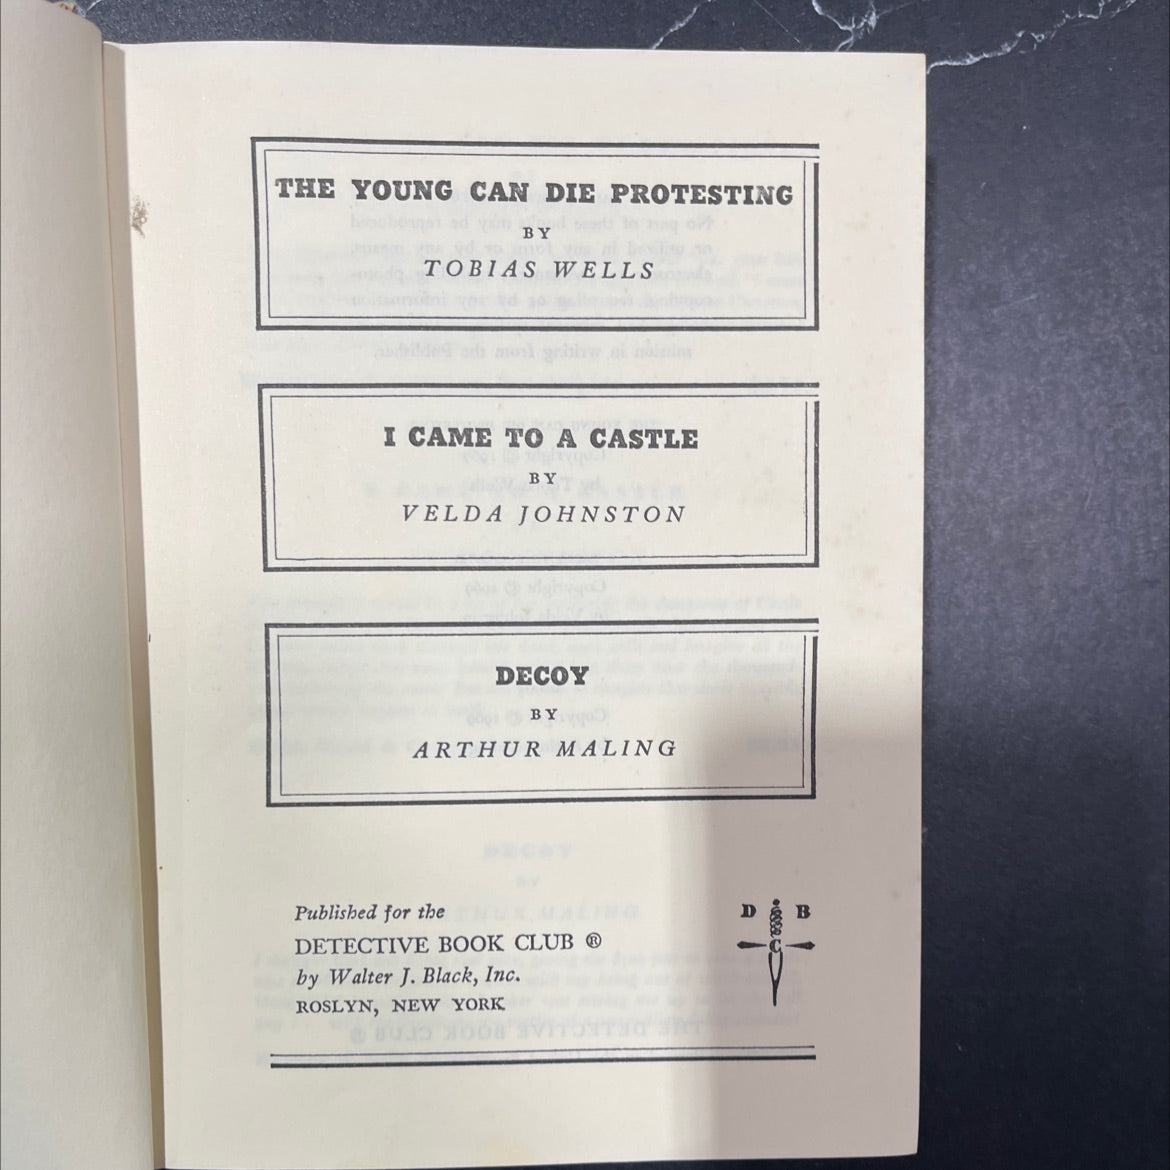 THE YOUNG CAN DIE PROTESTING
BY
TOBIAS WELLS
I CAME TO A CASTLE
BY
VELDA JOHNSTON
DECOY
BY
ARTHUR MALING
Published for the
DETECTIVE BOOK CLUB ®
by Walter J. Black, Inc.
ROSLYN, NEW YORK
D B
C